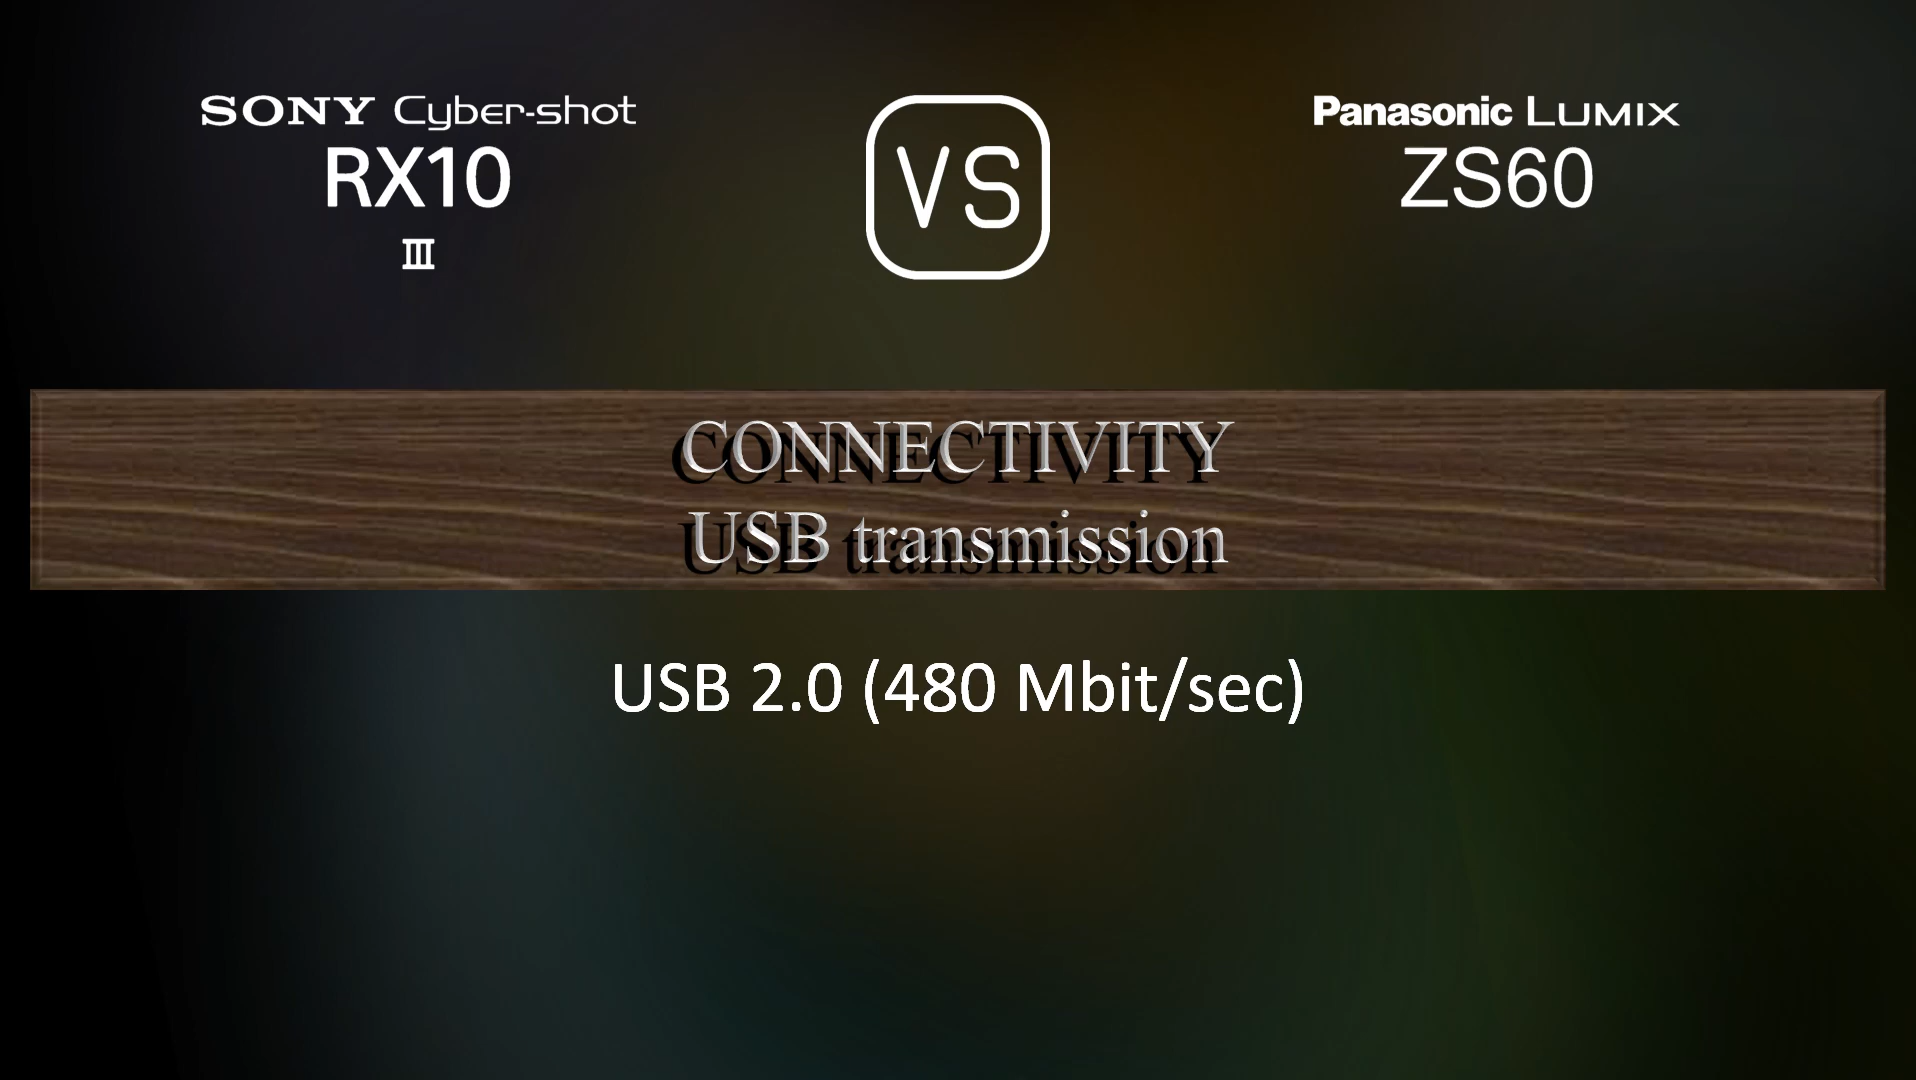 SONY Cyber-shot
RX10
III
VS
Panasonic LUMIX
ZS60
CONNECTIVITY
USB transmission
USB 2.0 (480 Mbit/sec)